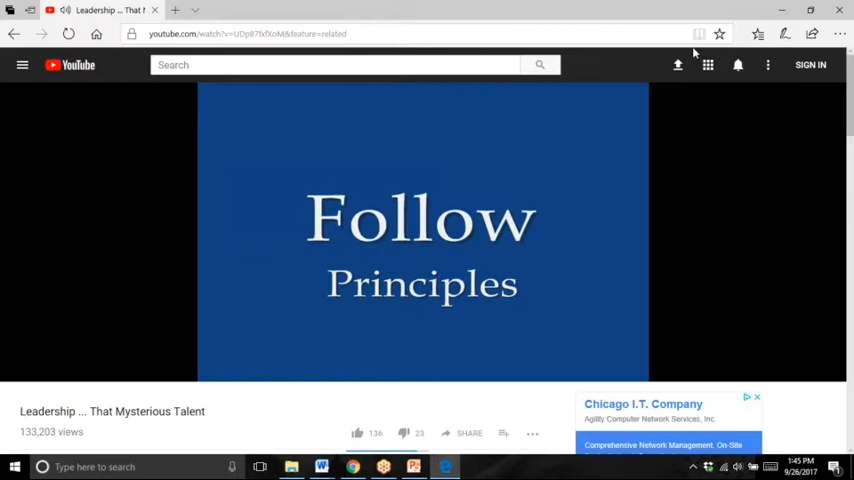 Leadership ... That M
youtube.com/watch?v=UDp87fxfXoM&feature=related
YouTube
Search
SIGN IN
Follow
Principles
Leadership ... That Mysterious Talent
133,203 views
136
23
SHARE
Chicago I.T. Company
Agility Computer Network Services, Inc.
Comprehensive Network Management. On-Site
Type here to search
1:45 PM
9/26/2017